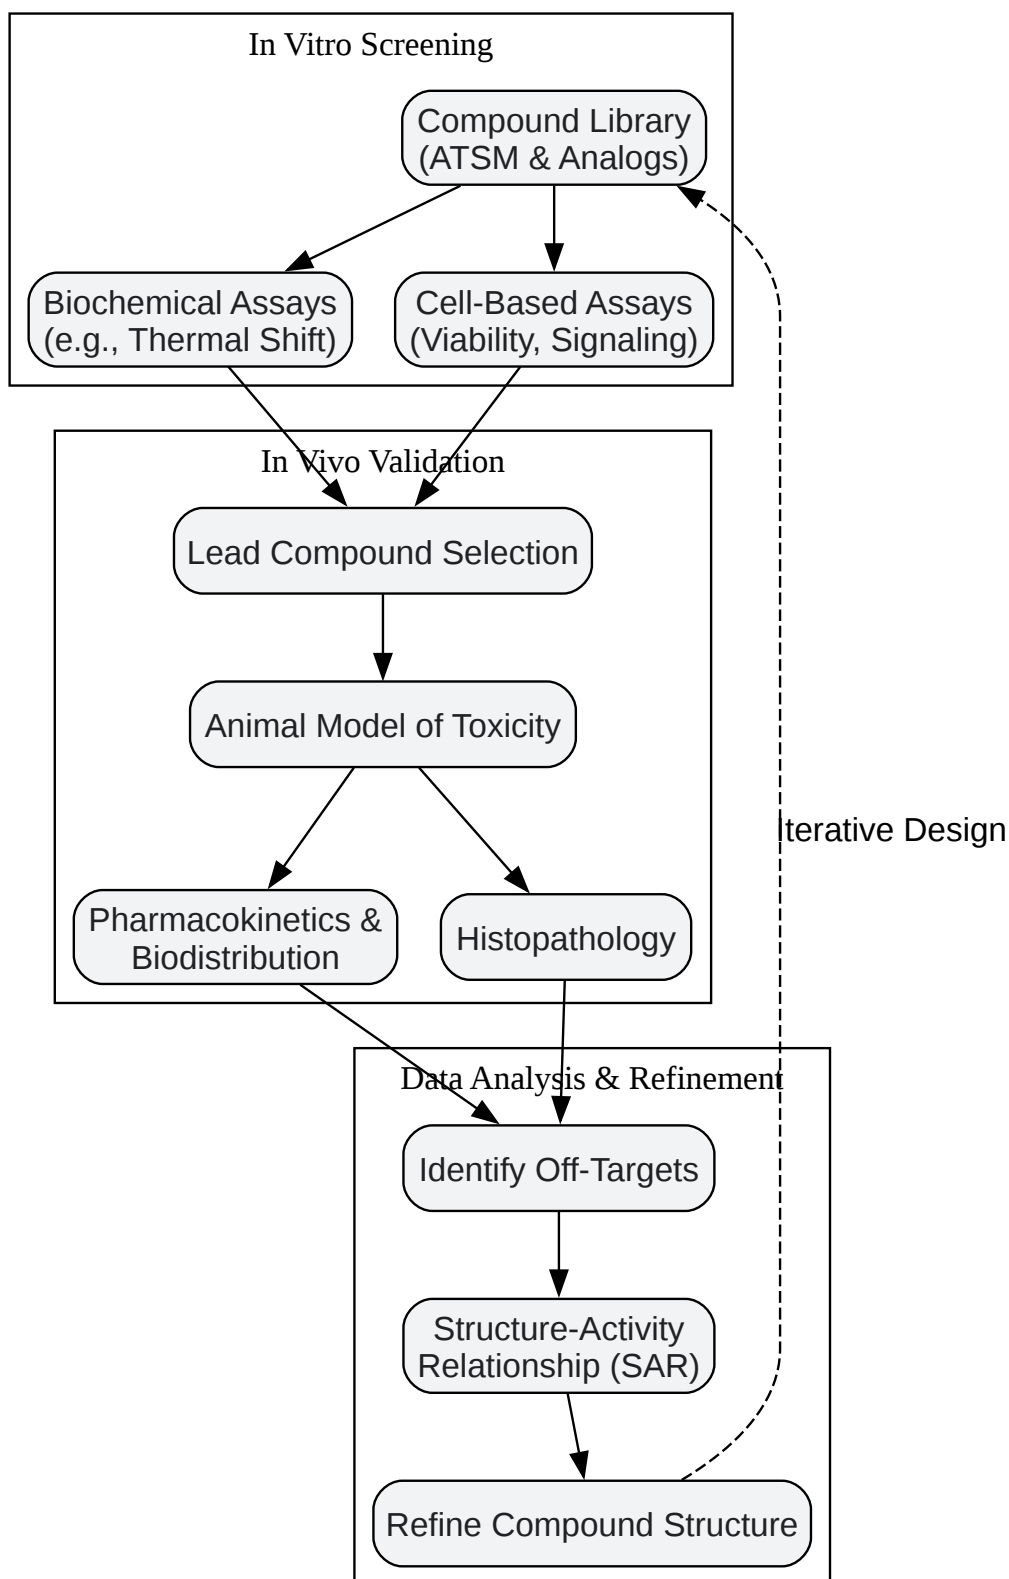 In Vitro Screening
Compound Library
(ATSM & Analogs)
Biochemical Assays
(e.g., Thermal Shift)
Cell-Based Assays
(Viability, Signaling)
In Vivo Validation
Lead Compound Selection
Animal Model of Toxicity
Iterative Design
Pharmacokinetics &
Biodistribution
Histopathology
Data Analysis & Refinement
Identify Off-Targets
Structure-Activity
Relationship (SAR)
Refine Compound Structure